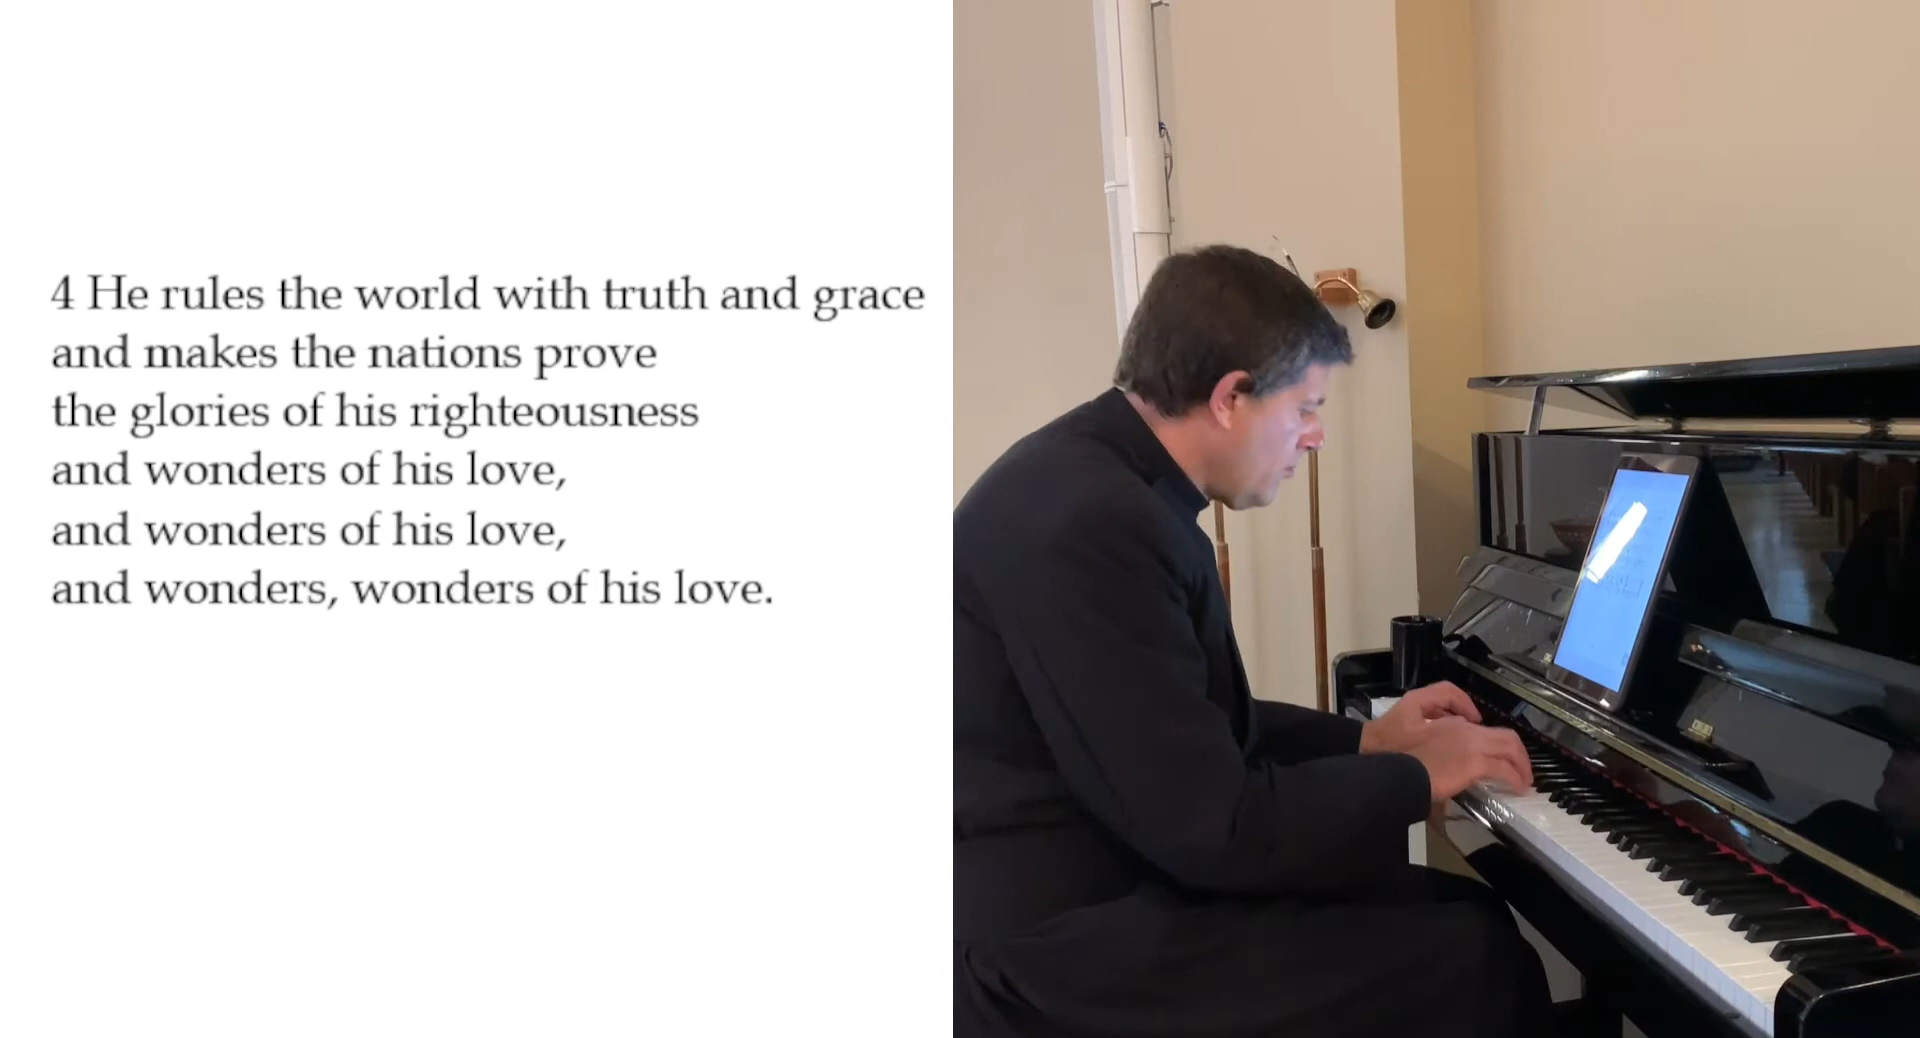 4 He rules the world with truth and grace
and makes the nations prove
the glories of his righteousness
and wonders of his love,
and wonders of his love,
and wonders, wonders of his love.